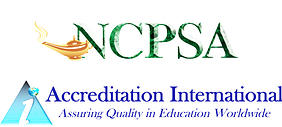 NCPSA
i
Accreditation International
Assuring Quality in Education Worldwide